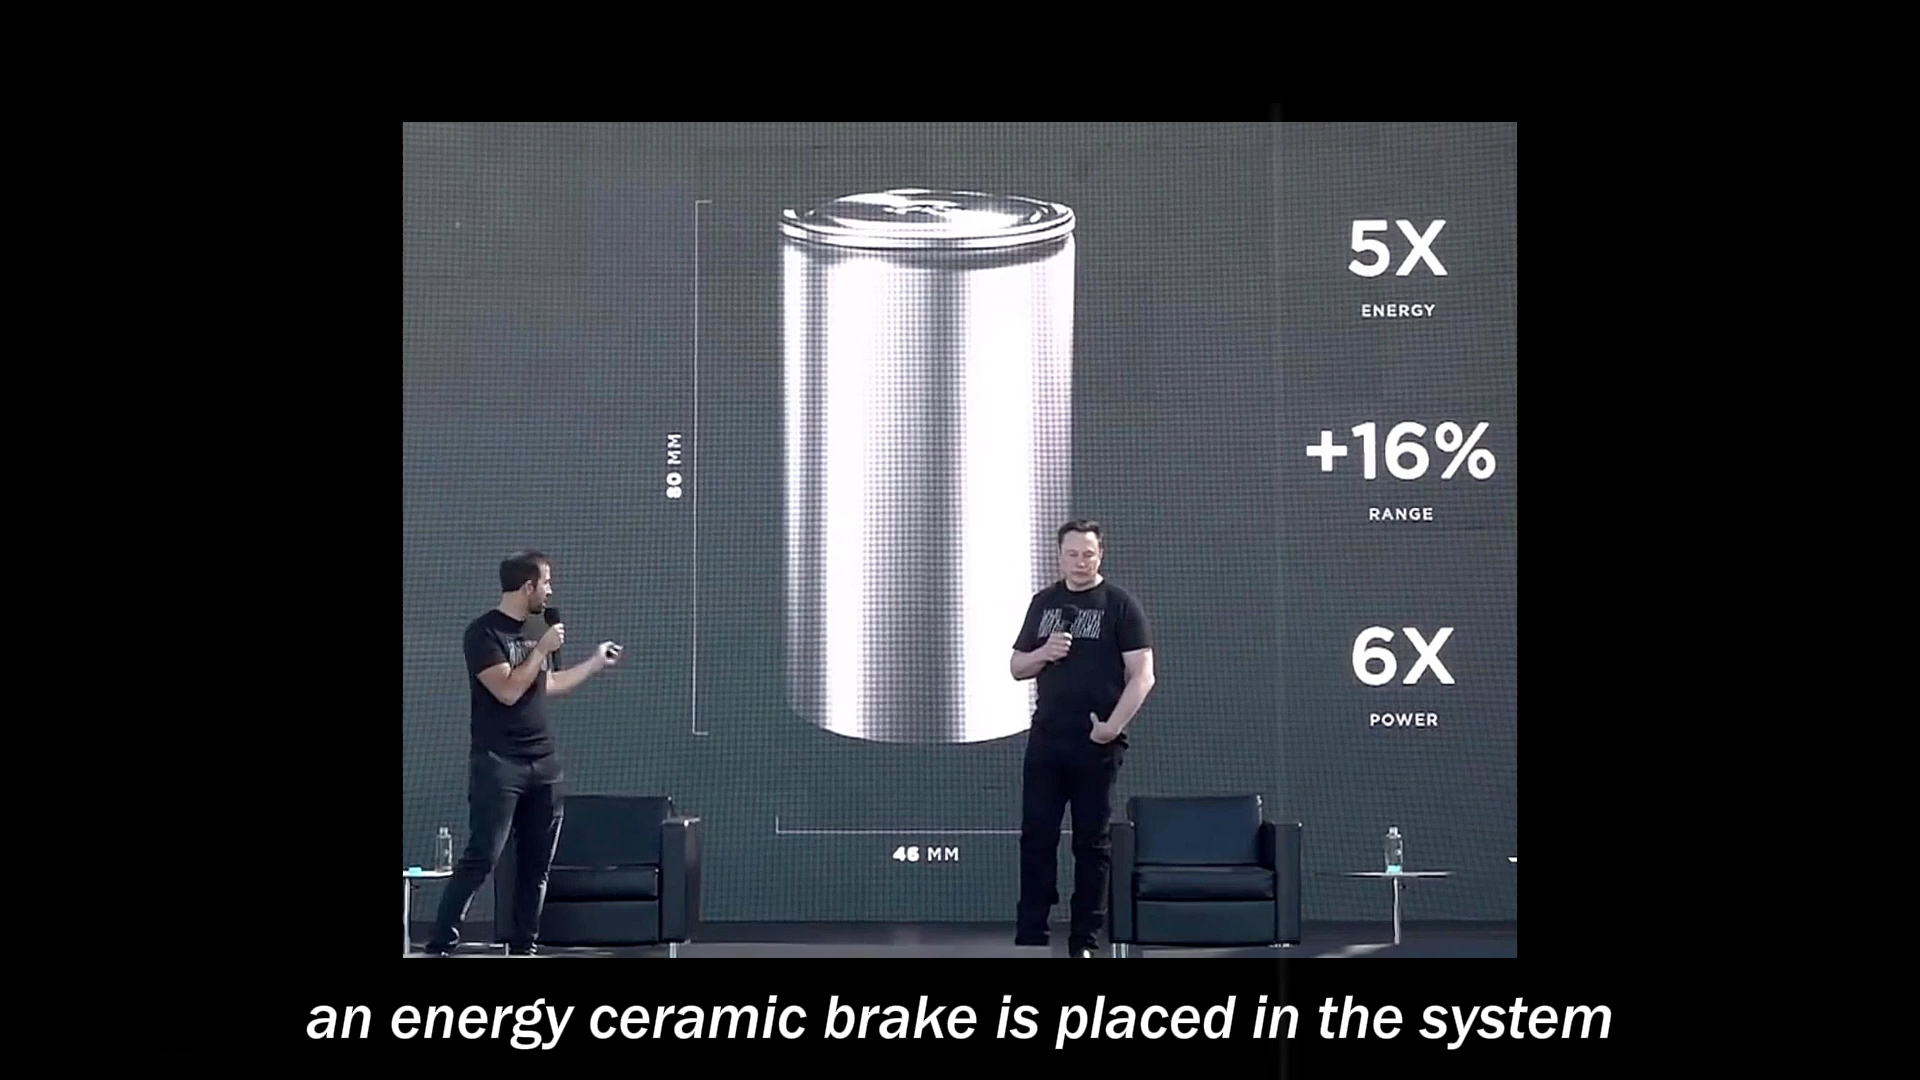 5X
ENERGY
80 MM
+16%
RANGE
6X
POWER
46 MM
an energy ceramic brake is placed in the system